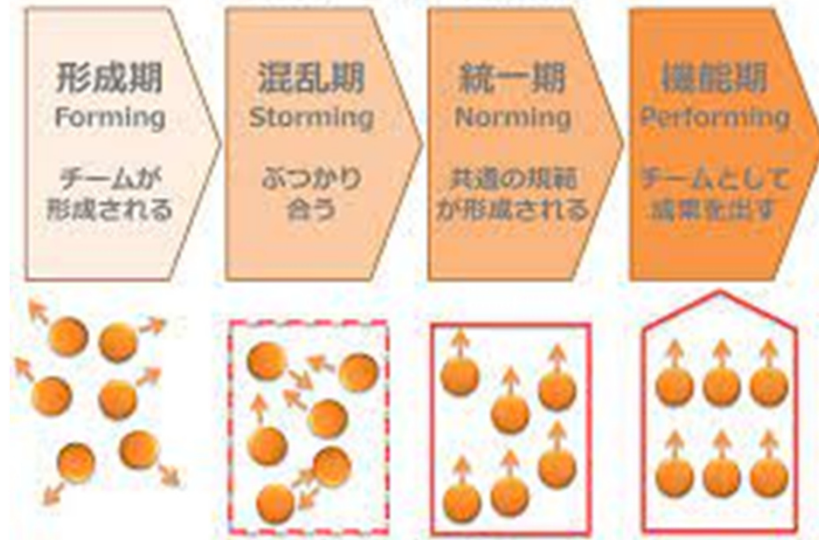 形成期
Forming
チームが
形成される
混乱期
Storming
ぶつかり
合う
統一期
Norming
共通の規範
が形成される
機能期
Performing
チームとして
成果を出す